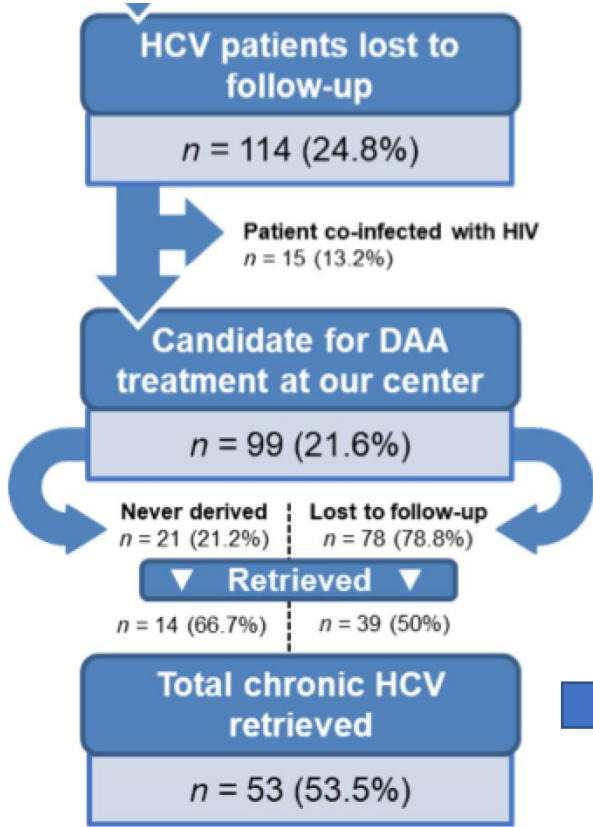 HCV patients lost to
follow-up
n = 114 (24.8%)
Patient co-infected with HIV
n = 15 (13.2%)
Candidate for DAA
treatment at our center
n = 99 (21.6%)
Never derived
n = 21 (21.2%)
Lost to follow-up
n = 78 (78.8%)
▼ Retrieved ▼
n = 14 (66.7%)
n = 39 (50%)
Total chronic HCV
retrieved
n = 53 (53.5%)